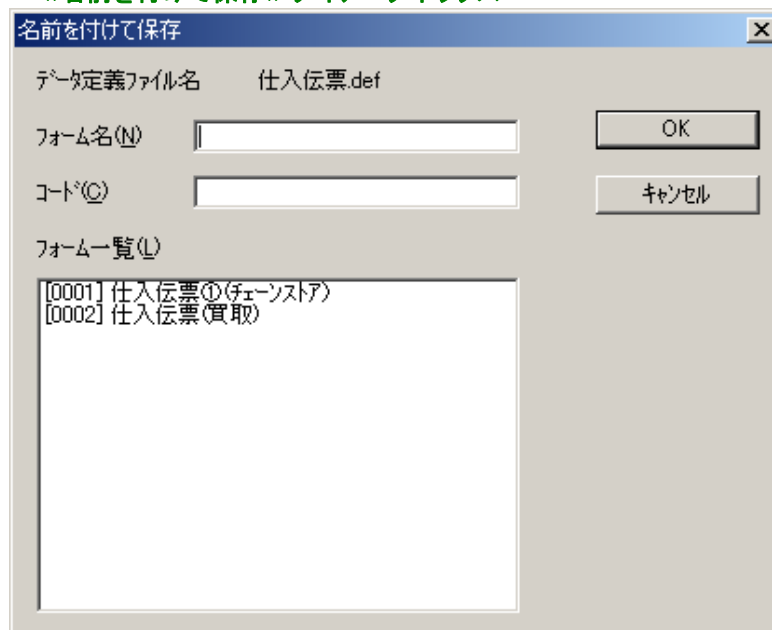 名前を付けて保存
ﾃﾞｰﾀ定義ﾌｧｲﾙ名 仕入伝票.def
ﾌｫｰﾑ名(N)
OK
ｺｰﾄﾞ(C)
ｷｬﾝｾﾙ
ﾌｫｰﾑ一覧(L)
[0001] 仕入伝票①(ﾁｪｰﾝｽﾄｱ)
[0002] 仕入伝票(買取)